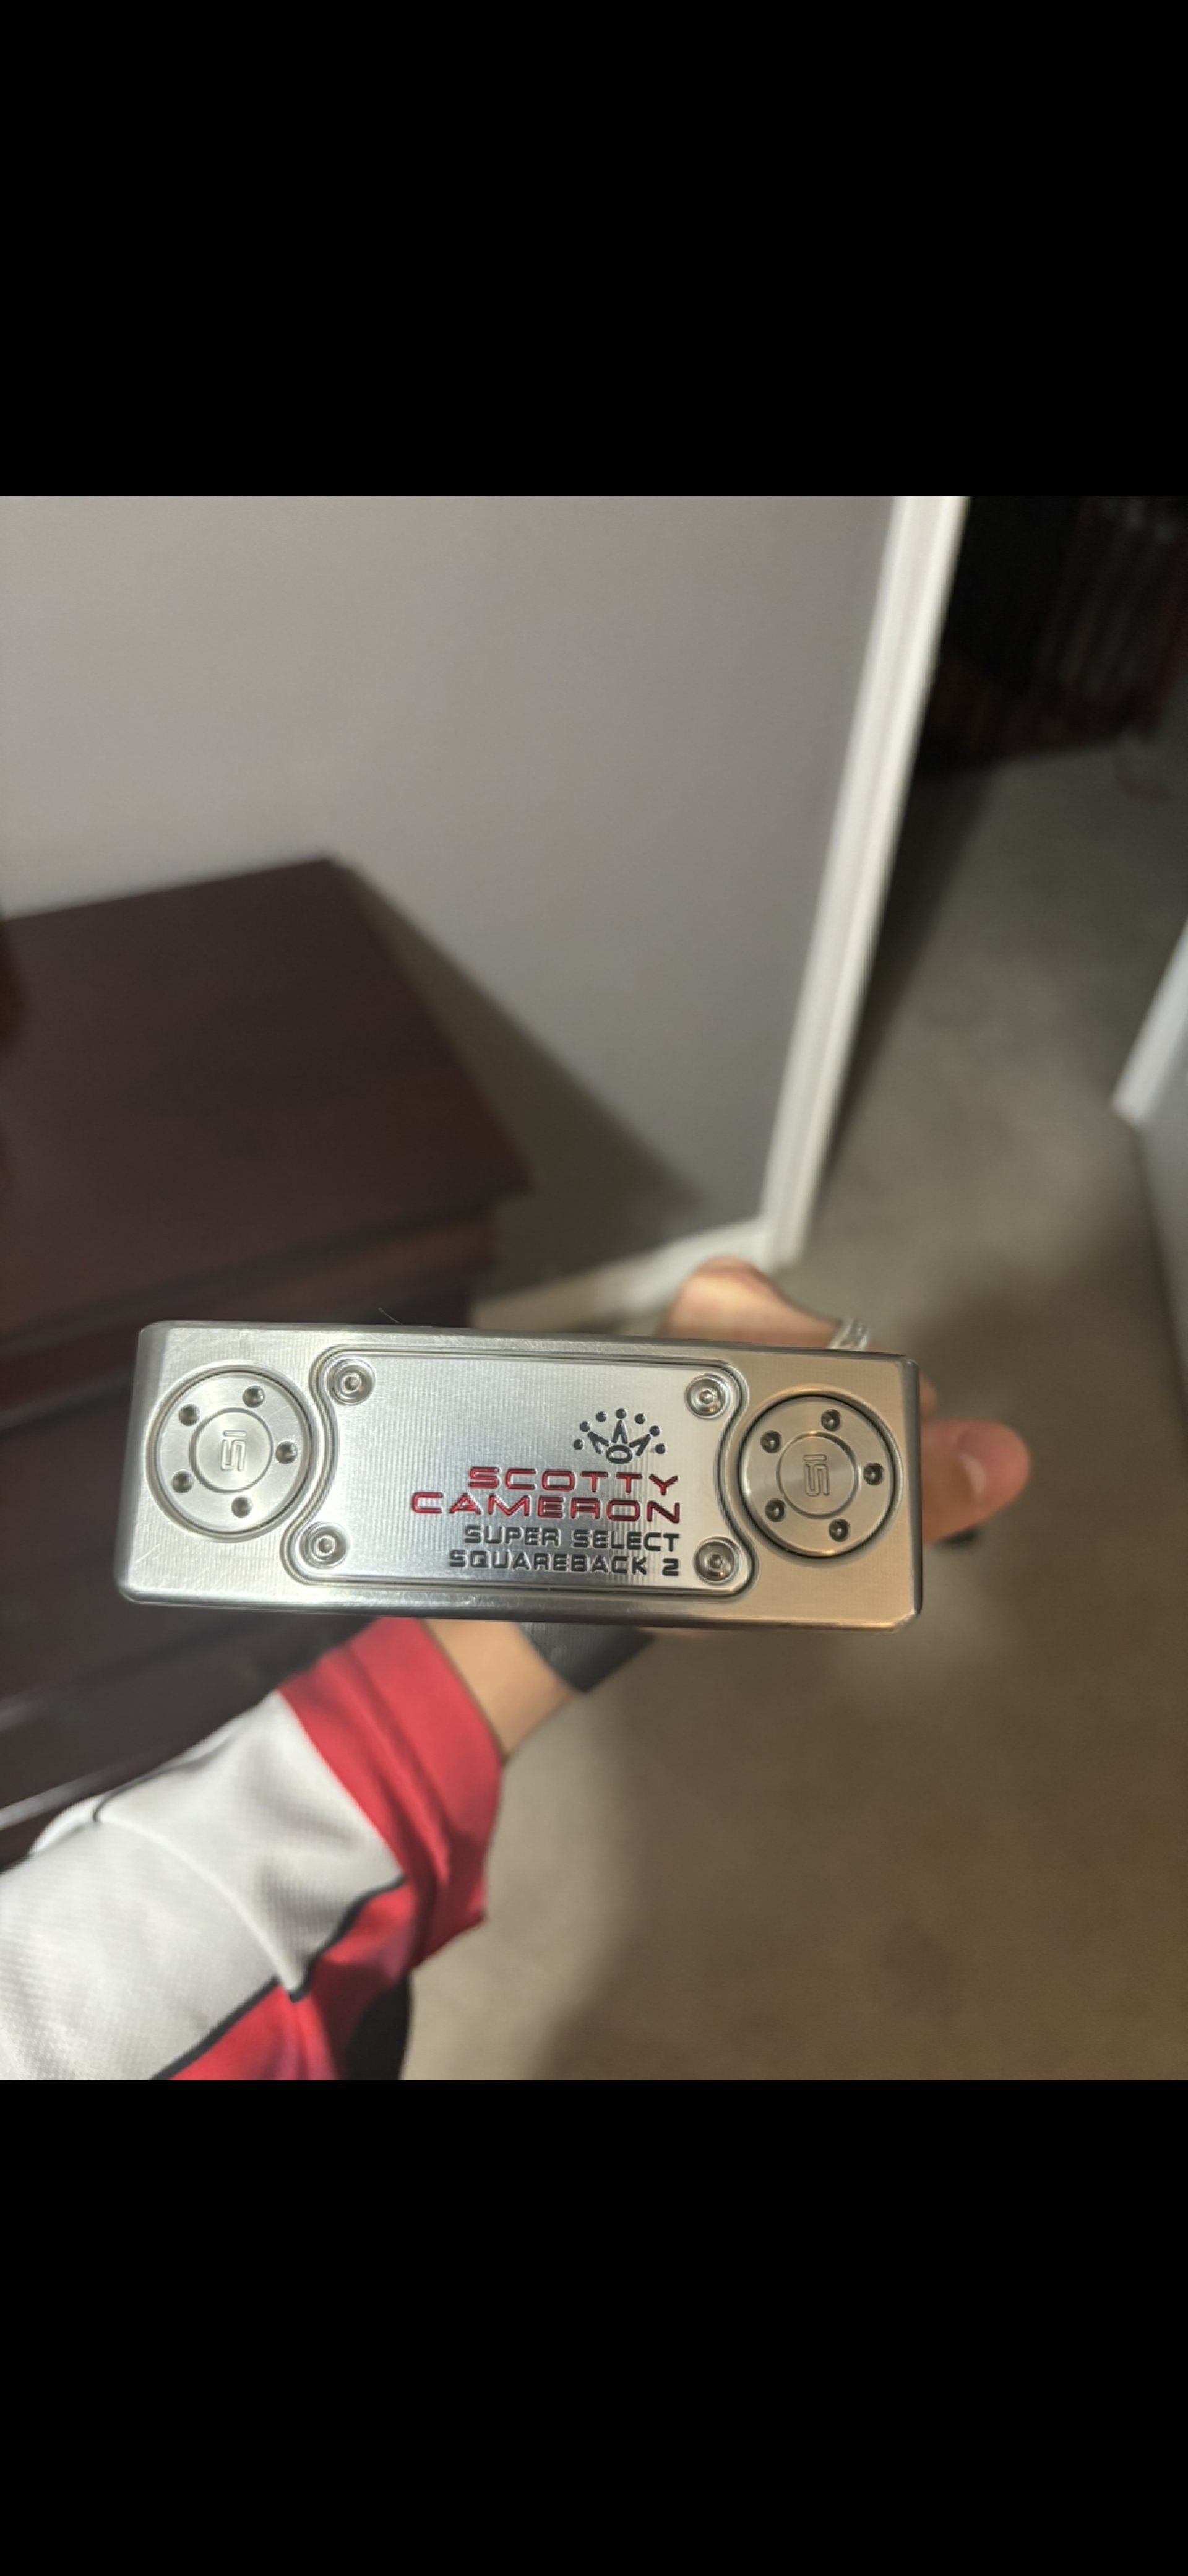 SCOTTY
CAMERON
SUPER SELECT
SQUAREBACK 2